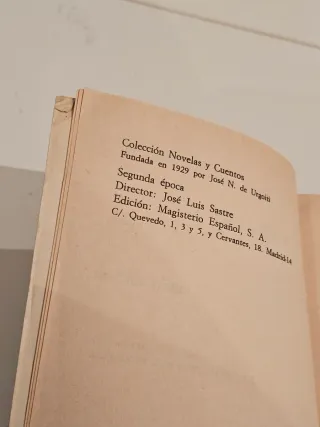 Colección Novelas y Cuentos
Fundada en 1929 por José N. de Urgoiti
Segunda época
Director: José Luis Sastre
Edición: Magisterio Español, S. A.
C/. Quevedo, 1, 3 y 5, y Cervantes, 18. Madrid-14